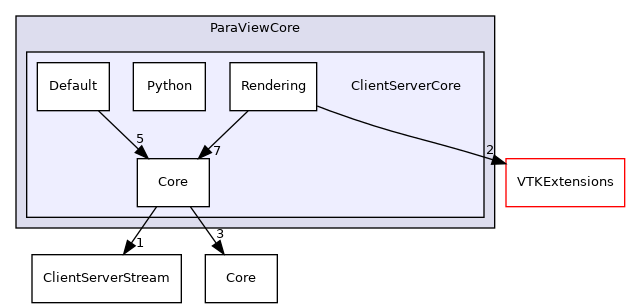 ParaViewCore
Default
Python
Rendering
ClientServerCore
5
7
2
Core
VTKExtensions
1
3
ClientServerStream
Core